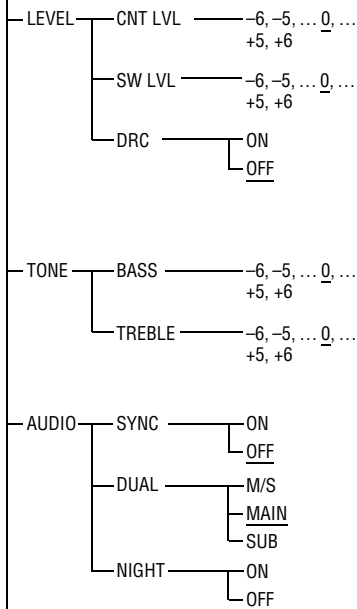 LEVEL CNT LVL –6, –5, … 0, …
+5, +6
SW LVL –6, –5, … 0, …
+5, +6
DRC ON
OFF
TONE BASS –6, –5, … 0, …
+5, +6
TREBLE –6, –5, … 0, …
+5, +6
AUDIO SYNC ON
OFF
DUAL M/S
MAIN
SUB
NIGHT ON
OFF